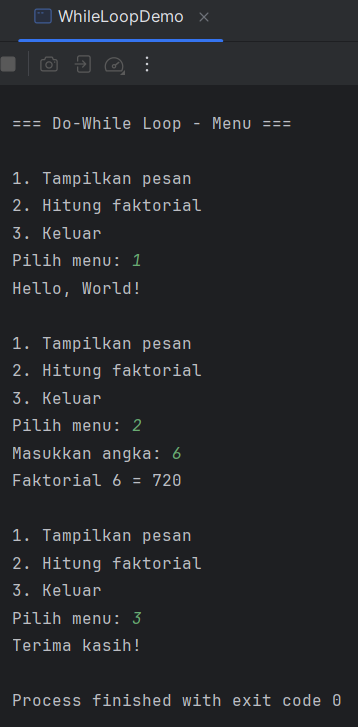 WhileLoopDemo
=== Do-While Loop - Menu ===
1. Tampilkan pesan
2. Hitung faktorial
3. Keluar
Pilih menu: 1
Hello, World!
1. Tampilkan pesan
2. Hitung faktorial
3. Keluar
Pilih menu: 2
Masukkan angka: 6
Faktorial 6 = 720
1. Tampilkan pesan
2. Hitung faktorial
3. Keluar
Pilih menu: 3
Terima kasih!
Process finished with exit code 0